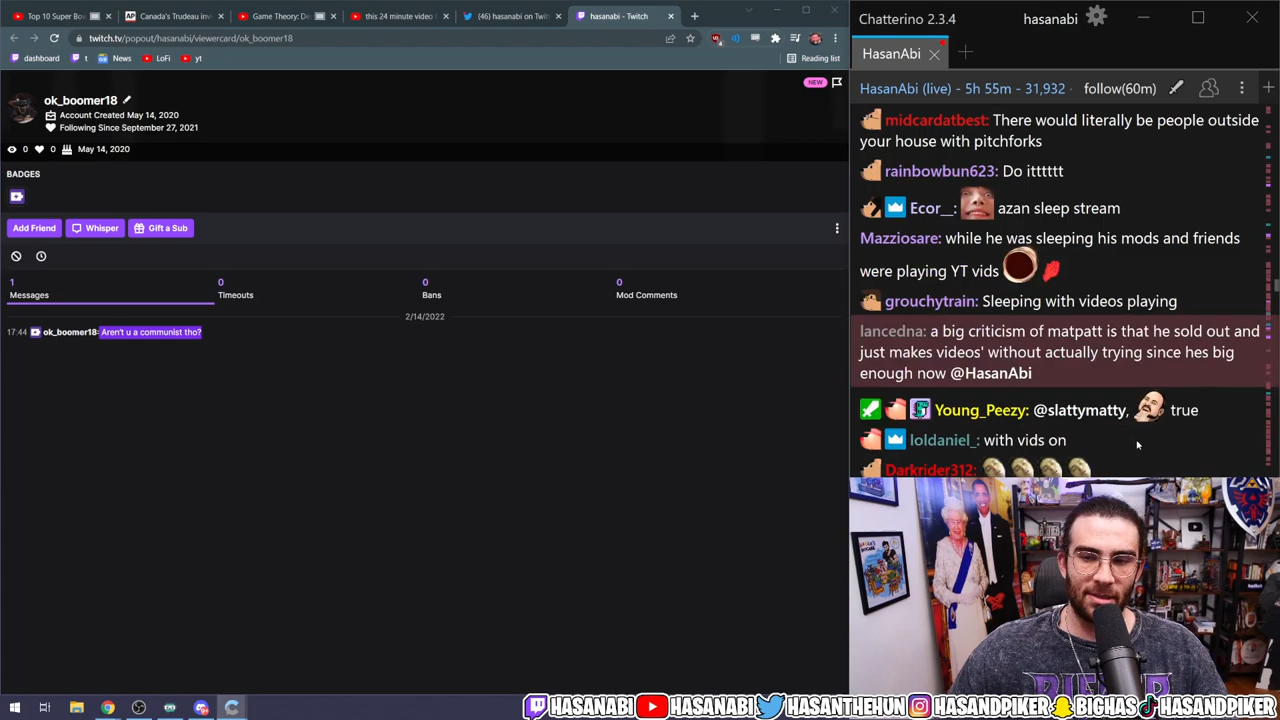 Top 10 Super Bow
Canada's Trudeau inv
Game Theory: De
this 24 minute video
(46) hasanabi on Twit
hasanabi - Twitch
twitch.tv/popout/hasanabi/viewercard/ok_boomer18
dashboard
t
News
LoFi
yt
Reading list
ok_boomer18
NEW
Account Created May 14, 2020
Following Since September 27, 2021
0
0
May 14, 2020
BADGES
Add Friend
Whisper
Gift a Sub
1
Messages
0
Timeouts
0
Bans
0
Mod Comments
2/14/2022
17:44 ok_boomer18: Aren't u a communist tho?
Chatterino 2.3.4
hasanabi
HasanAbi
HasanAbi (live) - 5h 55m - 31,932
follow(60m)
midcardatbest: There would literally be people outside
your house with pitchforks
rainbowbun623: Do itttttt
Ecor__: azan sleep stream
Mazziosare: while he was sleeping his mods and friends
were playing YT vids
grouchytrain: Sleeping with videos playing
lancedna: a big criticism of matpatt is that he sold out and
just makes videos' without actually trying since hes big
enough now @HasanAbi
Young_Peezy: @slattymatty, true
loldaniel_: with vids on
Darkrider312:
HASANABI
HASANABI
HASANTHEHUN
HASANDPIKER
BIGHAS
HASANDPIKER